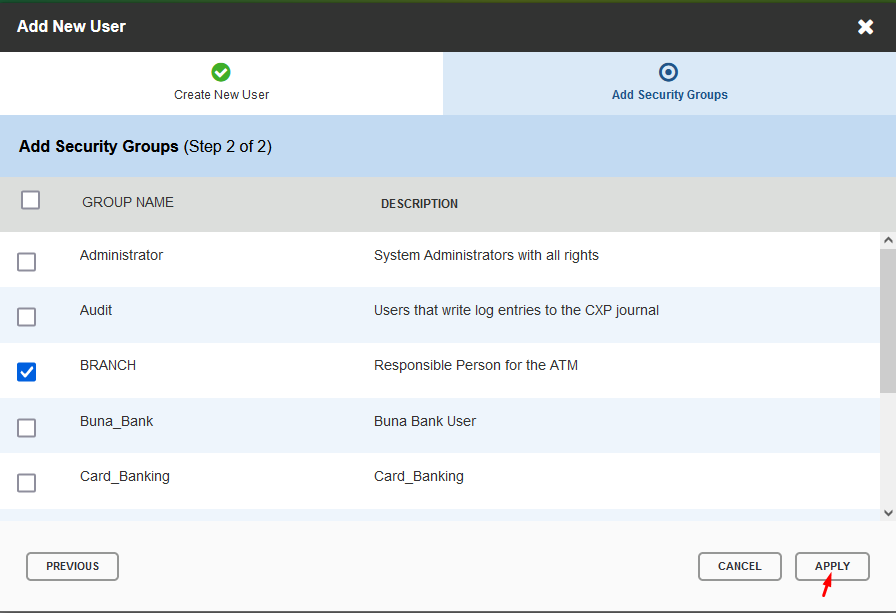 Add New User
Create New User
Add Security Groups
Add Security Groups (Step 2 of 2)
GROUP NAME DESCRIPTION
Administrator System Administrators with all rights
Audit Users that write log entries to the CXP journal
BRANCH Responsible Person for the ATM
Buna_Bank Buna Bank User
Card_Banking Card_Banking
PREVIOUS CANCEL APPLY